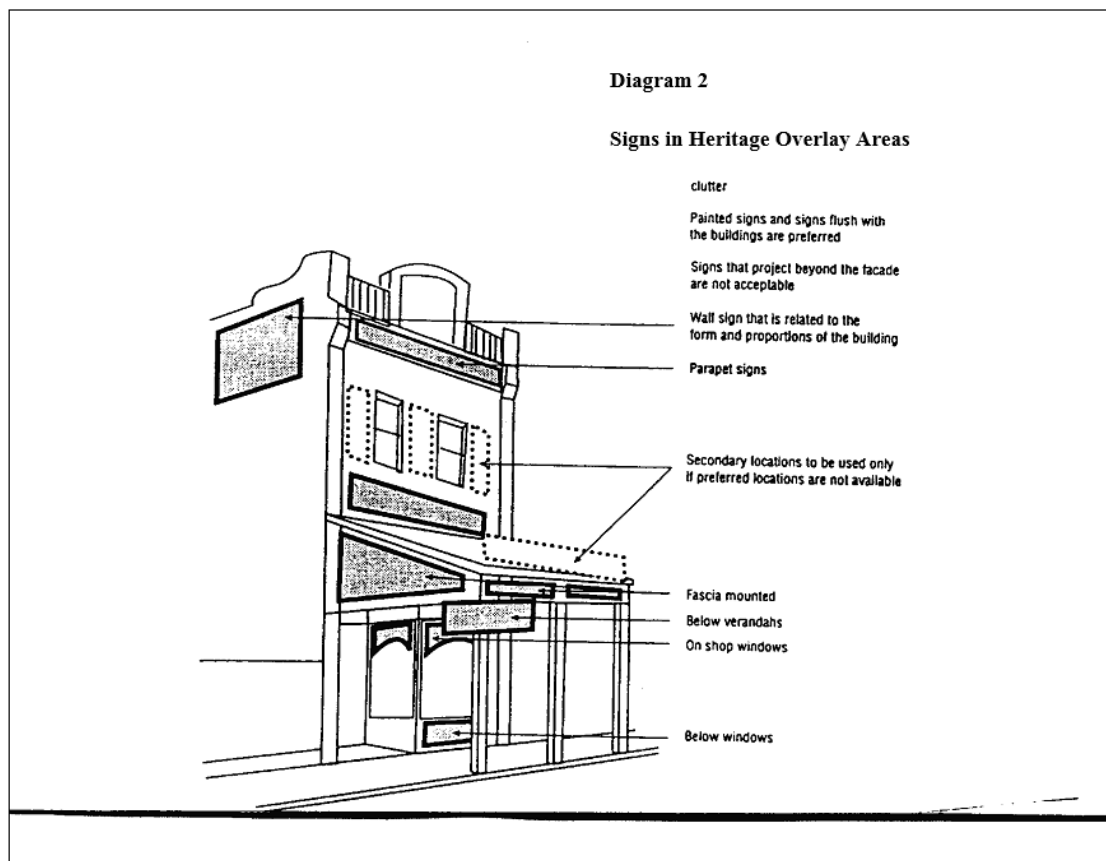 Diagram 2
Signs in Heritage Overlay Areas
clutter
Painted signs and signs flush with
the buildings are preferred
Signs that project beyond the facade
are not acceptable
Wall sign that is related to the
form and proportions of the building
Parapet signs
Secondary locations to be used only
if preferred locations are not available
Fascia mounted
Below verandahs
On shop windows
Below windows